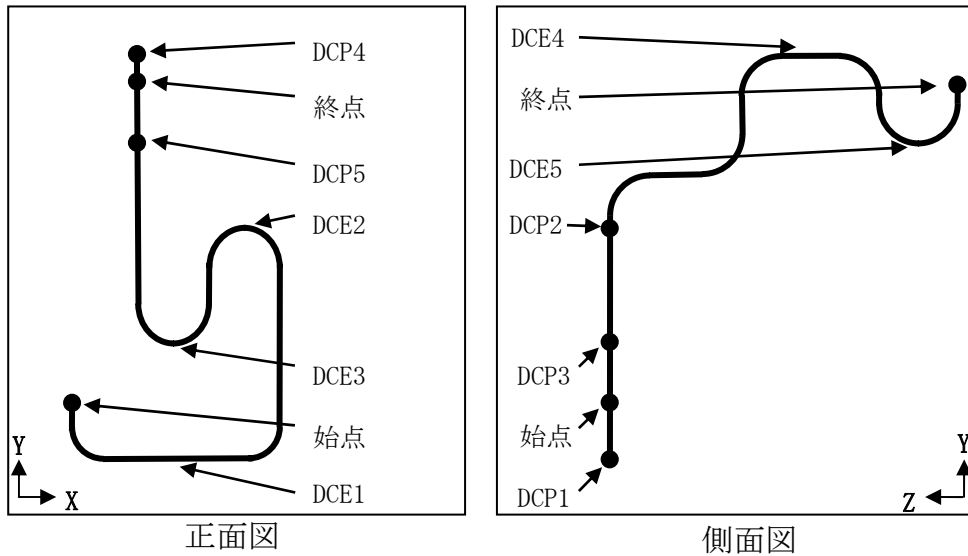 DCP4
終点
DCP5
DCE2
DCE3
始点
DCE1
Y
X
正面図
DCE4
終点
DCE5
DCP2
DCP3
始点
DCP1
Y
Z
側面図